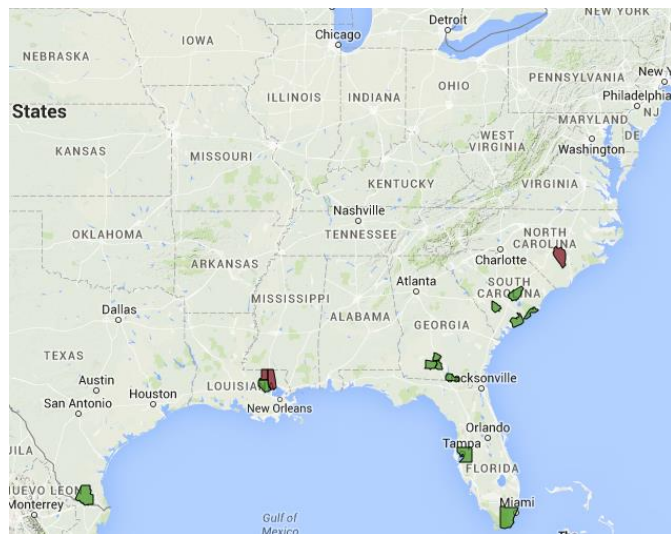 NEW YORK
Detroit
Chicago
IOWA
NEBRASKA
PENNSYLVANIA
New Y
OHIO
ILLINOIS
INDIANA
Philadelphia
States
MARYLAND
NJ
DE
WEST
VIRGINIA
Washington
KANSAS
MISSOURI
KENTUCKY
VIRGINIA
Nashville
TENNESSEE
NORTH
CAROLINA
OKLAHOMA
Charlotte
ARKANSAS
Atlanta
SOUTH
CAROLINA
MISSISSIPPI
ALABAMA
Dallas
GEORGIA
TEXAS
Jacksonville
LOUISIA
Austin
Houston
New Orleans
San Antonio
Orlando
Tampa
ILA
FLORIDA
NUEVO LEON
Miami
Monterrey
Gulf of
Mexico